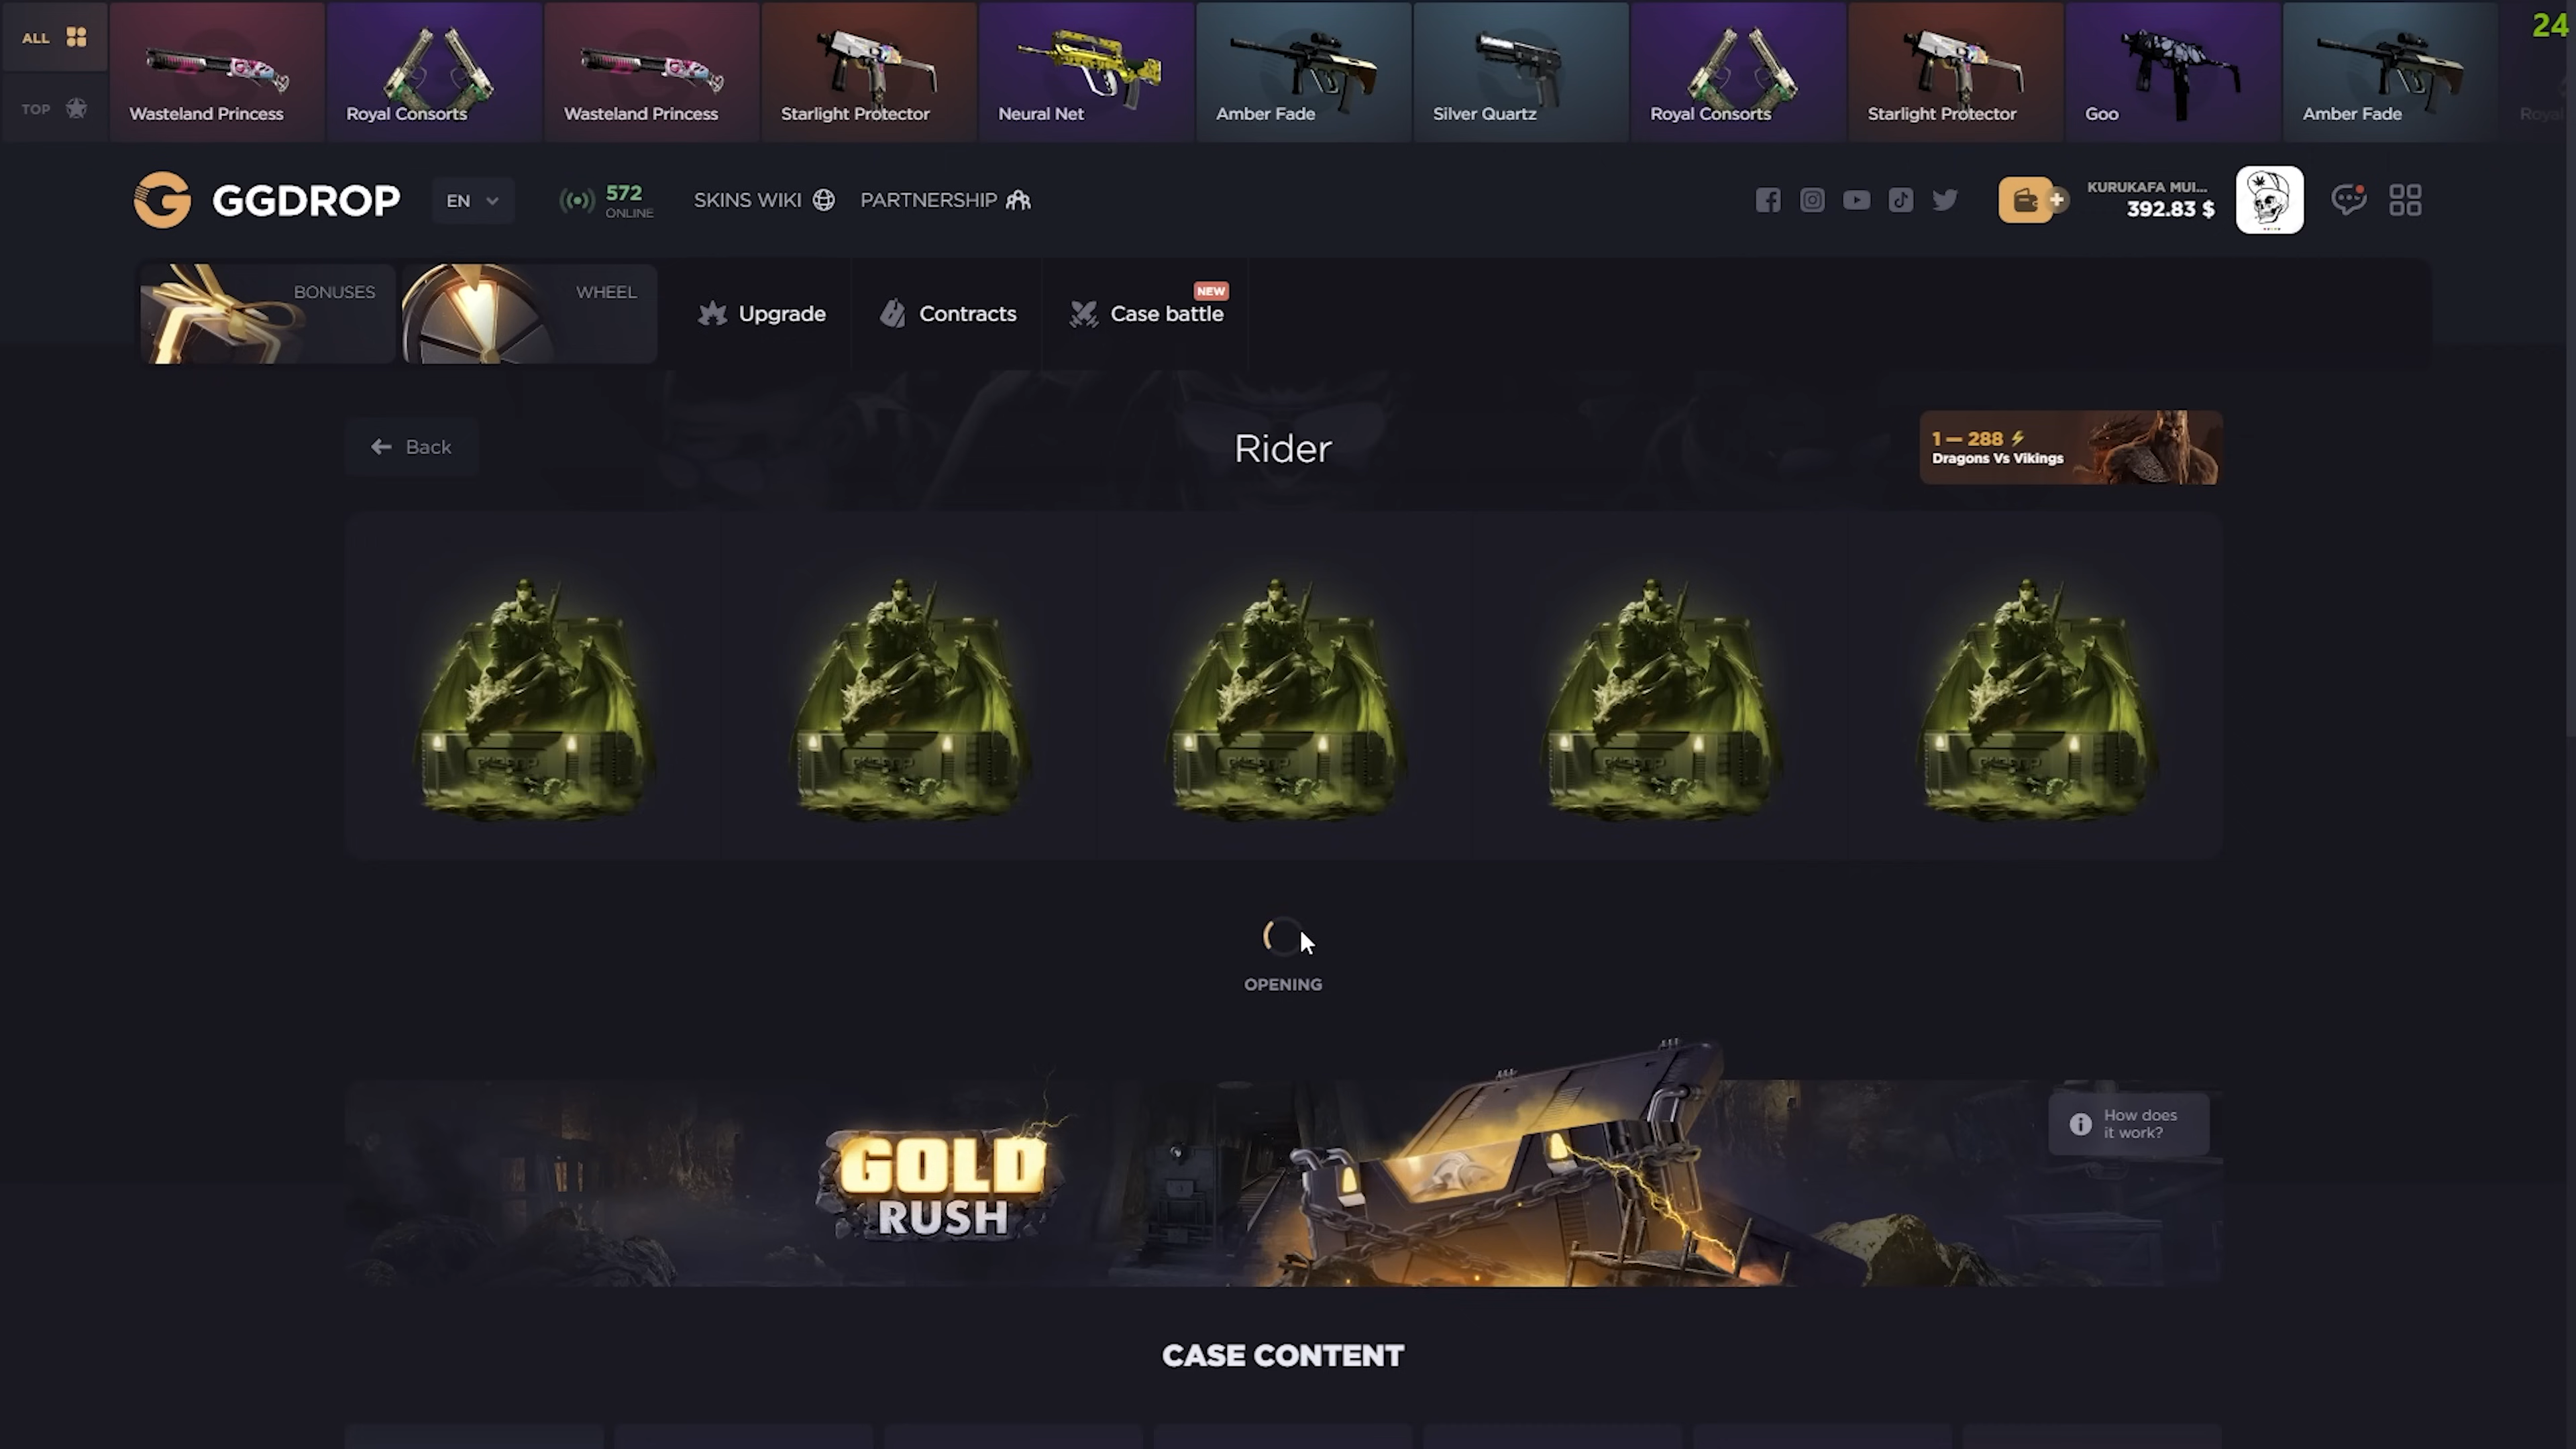 ALL
TOP
Wasteland Princess
Royal Consorts
Wasteland Princess
Starlight Protector
Neural Net
Amber Fade
Silver Quartz
Royal Consorts
Starlight Protector
Goo
Amber Fade
Royal
24
GGDROP
EN
572
ONLINE
SKINS WIKI
PARTNERSHIP
KURUKAFA MUI...
392.83 $
BONUSES
WHEEL
Upgrade
Contracts
NEW
Case battle
Back
Rider
1 — 288
Dragons Vs Vikings
OPENING
GOLD
RUSH
How does
it work?
CASE CONTENT